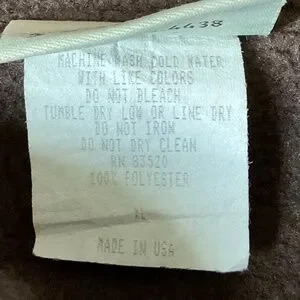 4438
MACHINE WASH COLD WATER
WITH LIKE COLORS
DO NOT BLEACH
TUMBLE DRY LOW OR LINE DRY
DO NOT IRON
DO NOT DRY CLEAN
RN 83520
100% POLYESTER
XL
MADE IN USA